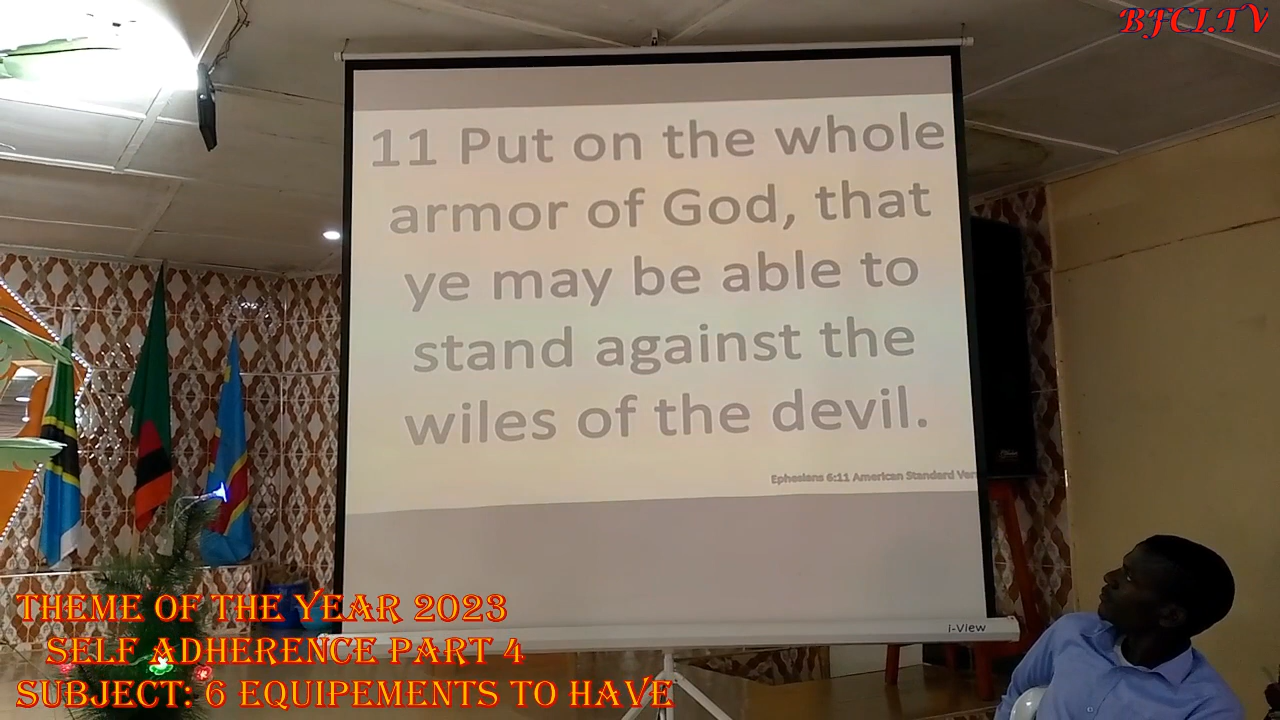 BFCI.TV
11 Put on the whole
armor of God, that
ye may be able to
stand against the
wiles of the devil.
Ephesians 6:11 American Standard
i-View
THEME OF THE YEAR 2023
SELF ADHERENCE PART 4
SUBJECT: 6 EQUIPEMENTS TO HAVE